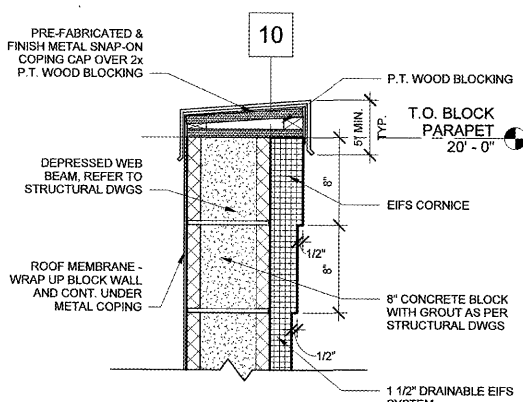 PRE-FABRICATED &
FINISH METAL SNAP-ON
COPING CAP OVER 2x
P.T. WOOD BLOCKING
10
P.T. WOOD BLOCKING
5" MIN.
TYP.
T.O. BLOCK
PARAPET
20' - 0"
DEPRESSED WEB
BEAM, REFER TO
STRUCTURAL DWGS
8"
EIFS CORNICE
1/2"
8"
ROOF MEMBRANE -
WRAP UP BLOCK WALL
AND CONT. UNDER
METAL COPING
8" CONCRETE BLOCK
WITH GROUT AS PER
STRUCTURAL DWGS
1/2"
1 1/2" DRAINABLE EIFS